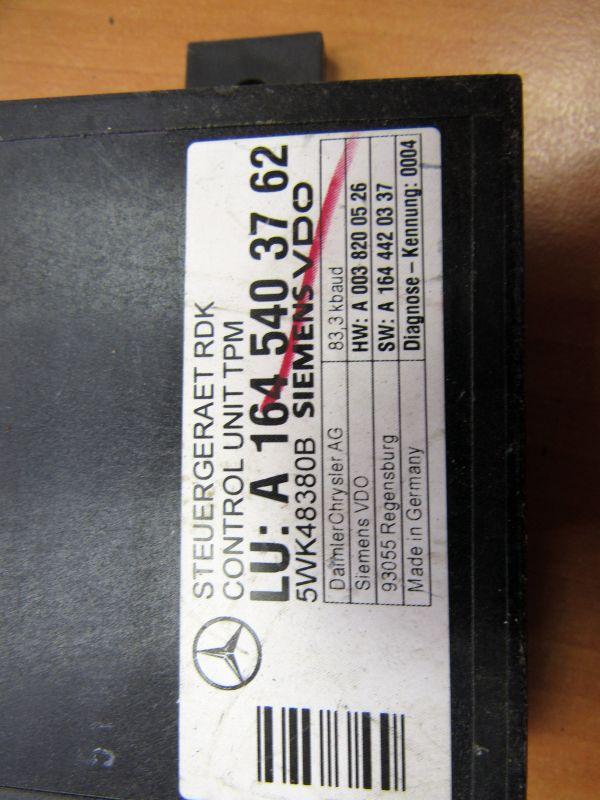 STEUERGERAET RDK
CONTROL UNIT TPM
LU: A 164 540 37 62
5WK48380B SIEMENS VDO
DaimlerChrysler AG 83,3 kbaud
Siemens VDO HW: A 003 820 05 26
93055 Regensburg SW: A 164 442 03 37
Made in Germany Diagnose - Kennung: 0004